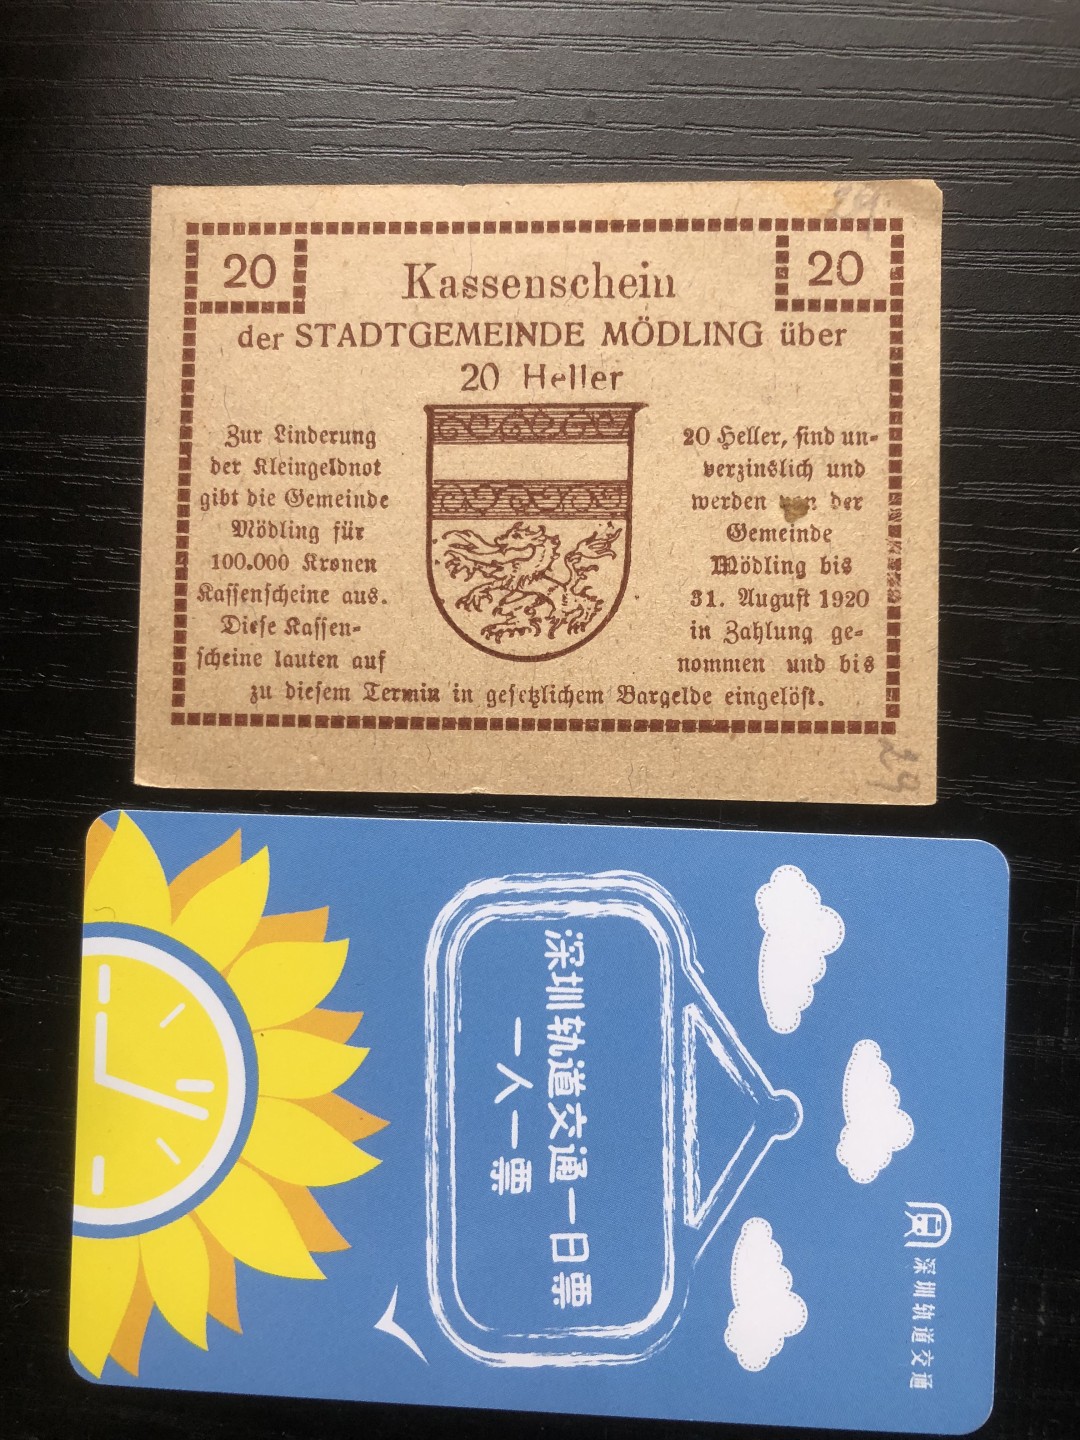 20
20
Kassenschein
der STADTGEMEINDE MÖDLING über
20 Heller
Zur Linderung
der Kleingeldnot
gibt die Gemeinde
Mödling für
100.000 Kronen
Kassenscheine aus.
Diese Kassen-
scheine lauten auf
20 Heller, sind un-
verzinslich und
werden von der
Gemeinde
Mödling bis
31. August 1920
in Zahlung ge-
nommen und bis
zu diesem Termin in gesetzlichem Bargelde eingelöst.
29
深圳轨道交通一日票
一人一票
深圳轨道交通